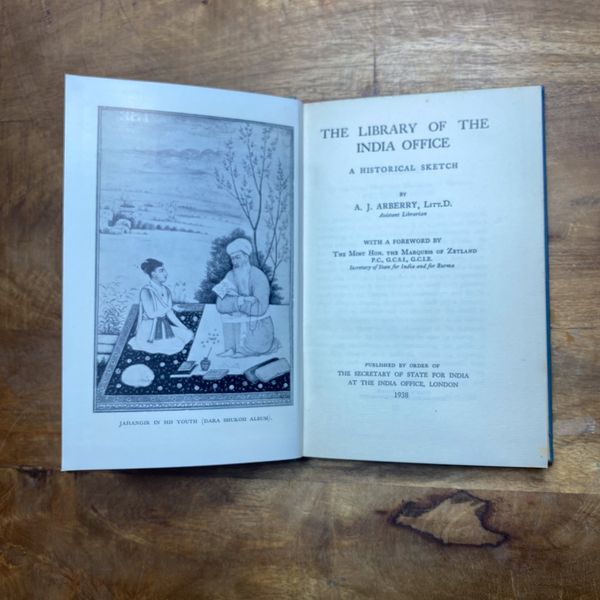 JAHANGIR IN HIS YOUTH (DARA SHUKOH ALBUM).
THE LIBRARY OF THE
INDIA OFFICE
A HISTORICAL SKETCH
BY
A. J. ARBERRY, LITT.D.
Assistant Librarian
WITH A FOREWORD BY
THE MOST HON. THE MARQUESS OF ZETLAND
P.C., G.C.S.I., G.C.I.E.
Secretary of State for India and for Burma
PUBLISHED BY ORDER OF
THE SECRETARY OF STATE FOR INDIA
AT THE INDIA OFFICE, LONDON
1938